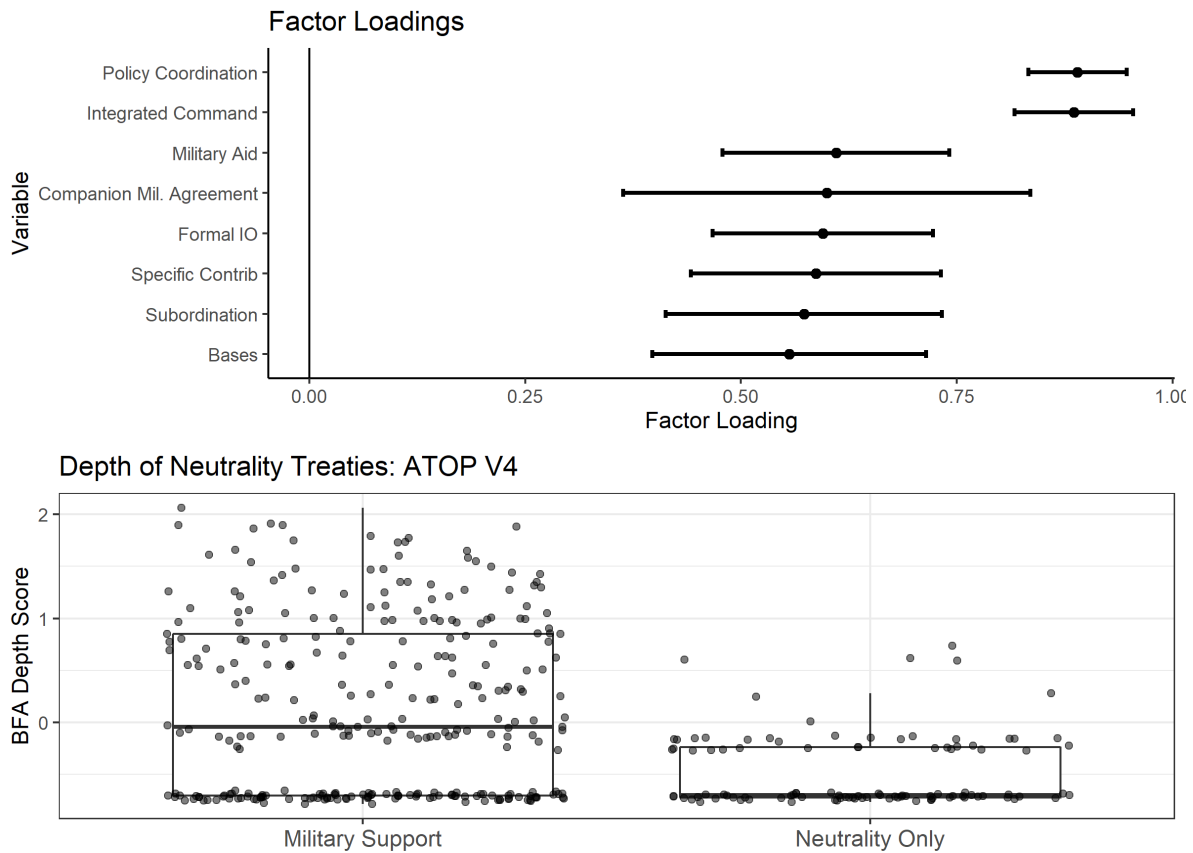 Factor Loadings
Variable
Policy Coordination
Integrated Command
Military Aid
Companion Mil. Agreement
Formal IO
Specific Contrib
Subordination
Bases
0.00 0.25 0.50 0.75 1.00
Factor Loading
Depth of Neutrality Treaties: ATOP V4
BFA Depth Score
2
1
0
Military Support Neutrality Only